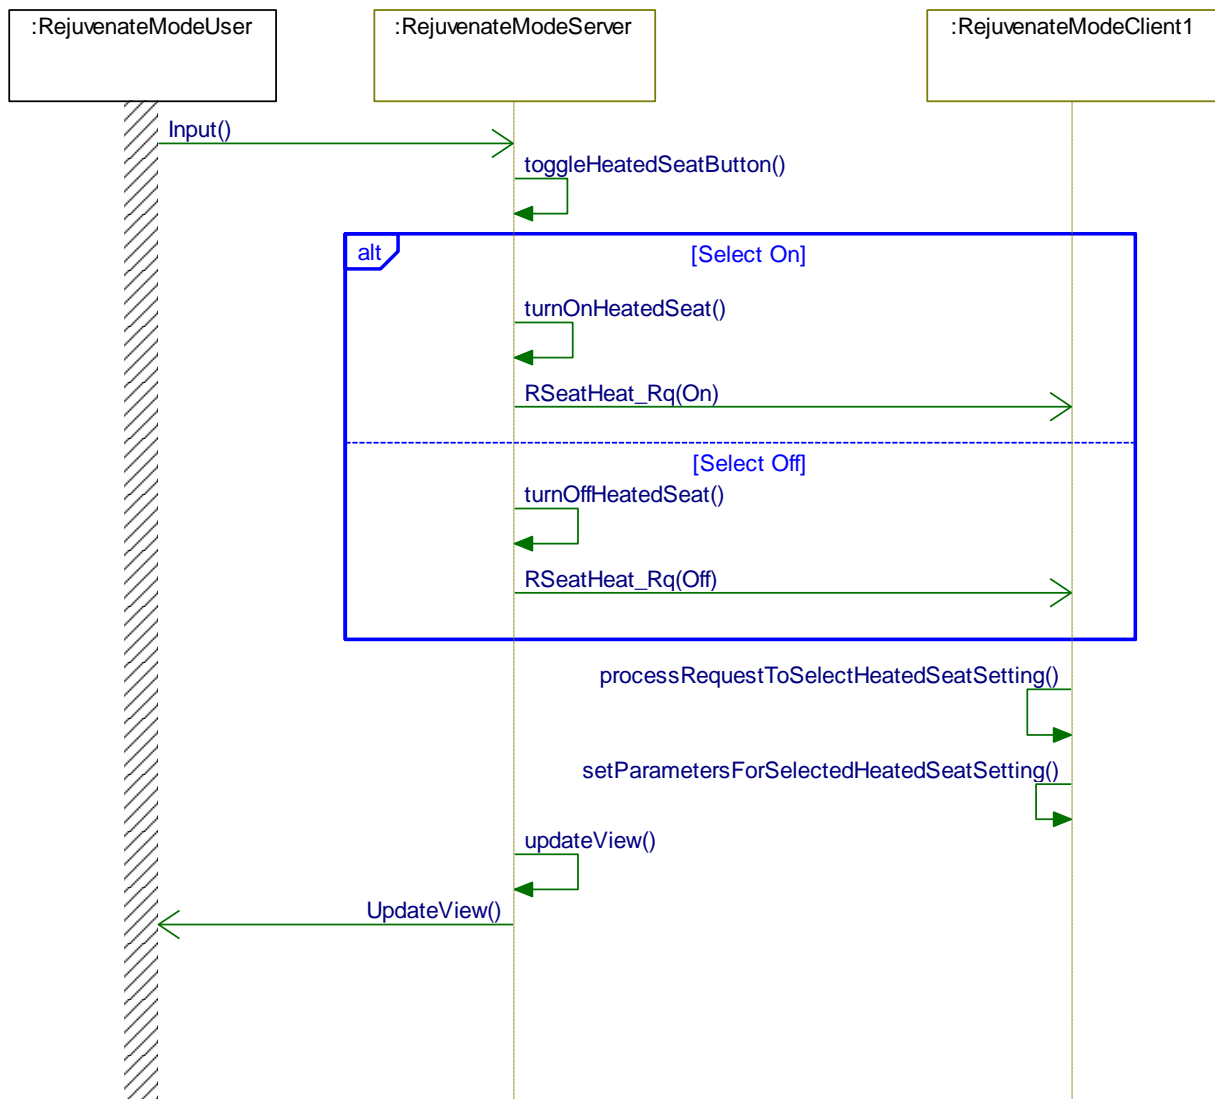 :RejuvenateModeUser
:RejuvenateModeServer
:RejuvenateModeClient1
Input()
toggleHeatedSeatButton()
alt
[Select On]
turnOnHeatedSeat()
RSeatHeat_Rq(On)
[Select Off]
turnOffHeatedSeat()
RSeatHeat_Rq(Off)
processRequestToSelectHeatedSeatSetting()
setParametersForSelectedHeatedSeatSetting()
updateView()
UpdateView()